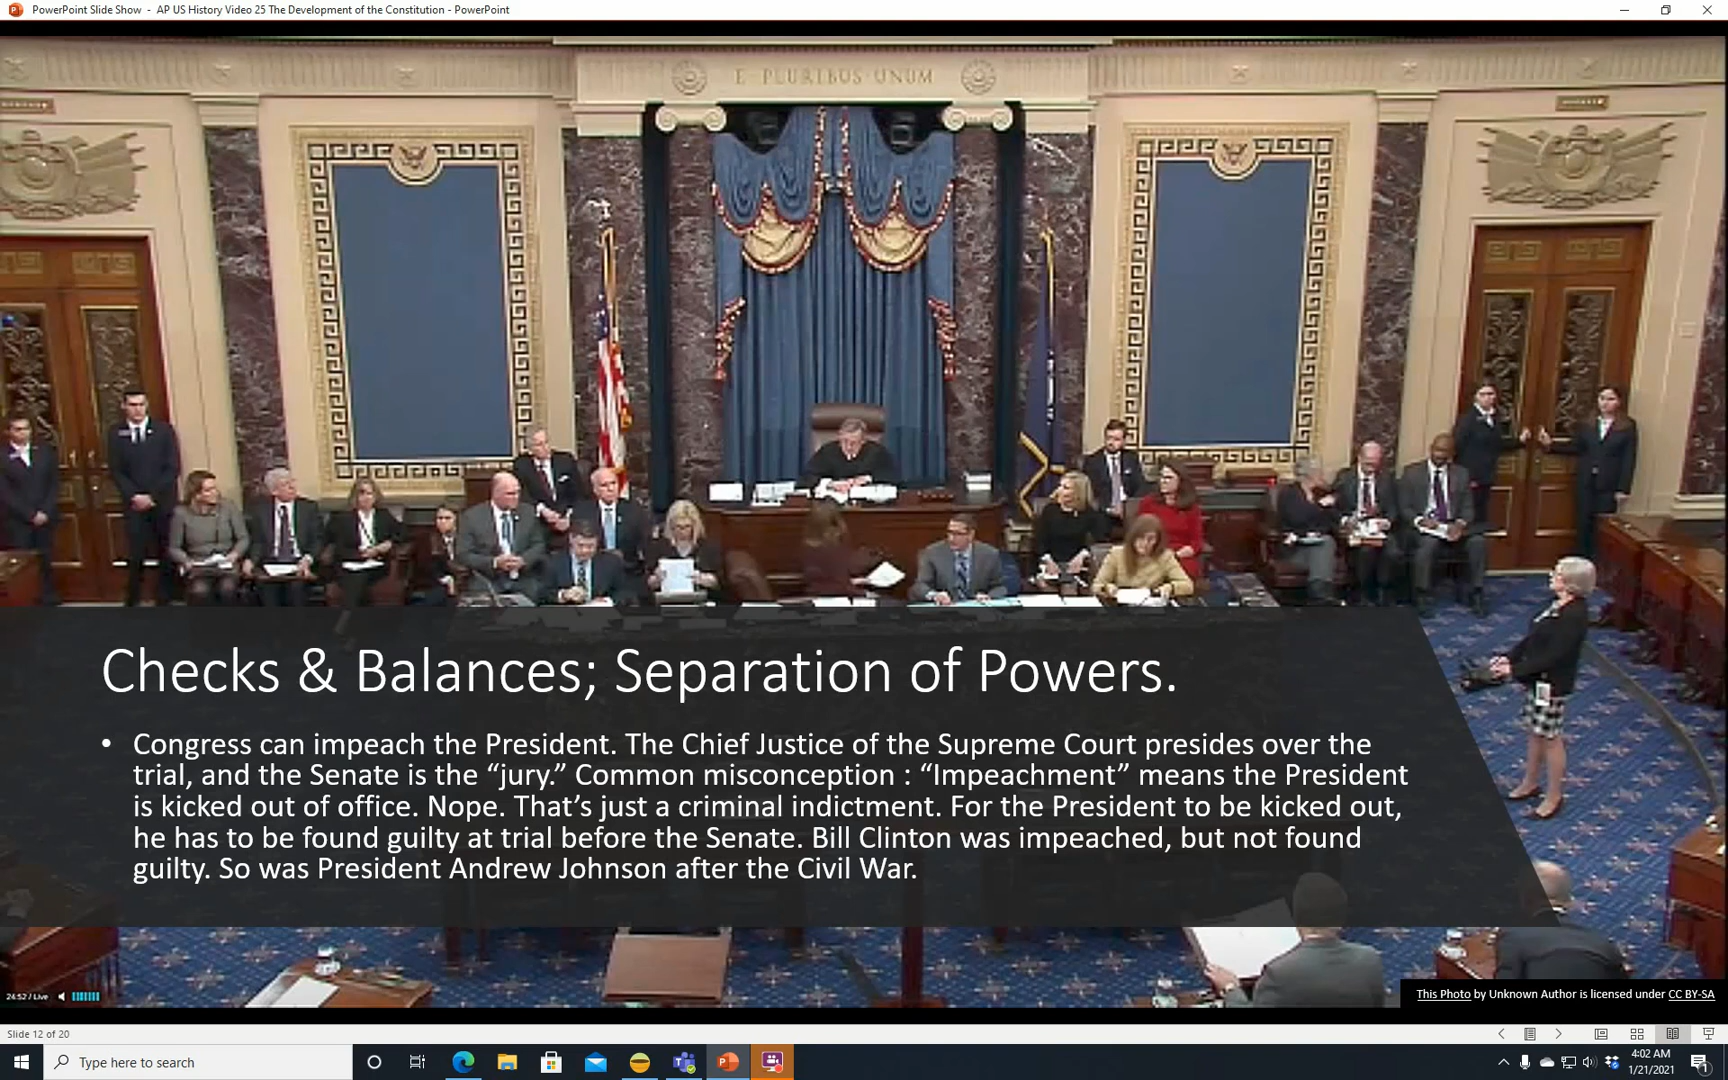 PowerPoint Slide Show - AP US History Video 25 The Development of the Constitution - PowerPoint
E PLURIBUS UNUM
Checks & Balances; Separation of Powers.
• Congress can impeach the President. The Chief Justice of the Supreme Court presides over the
trial, and the Senate is the “jury.” Common misconception : “Impeachment” means the President
is kicked out of office. Nope. That’s just a criminal indictment. For the President to be kicked out,
he has to be found guilty at trial before the Senate. Bill Clinton was impeached, but not found
guilty. So was President Andrew Johnson after the Civil War.
24:52 / Live
This Photo by Unknown Author is licensed under CC BY-SA
Slide 12 of 20
Type here to search
4:02 AM
1/21/2021
1